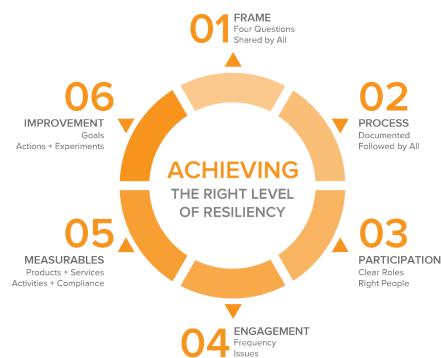 01 FRAME
Four Questions
Shared by All
02
PROCESS
Documented
Followed by All
03
PARTICIPATION
Clear Roles
Right People
04 ENGAGEMENT
Frequency
Issues
05
MEASURABLES
Products + Services
Activities + Compliance
06
IMPROVEMENT
Goals
Actions + Experiments
ACHIEVING
THE RIGHT LEVEL
OF RESILIENCY